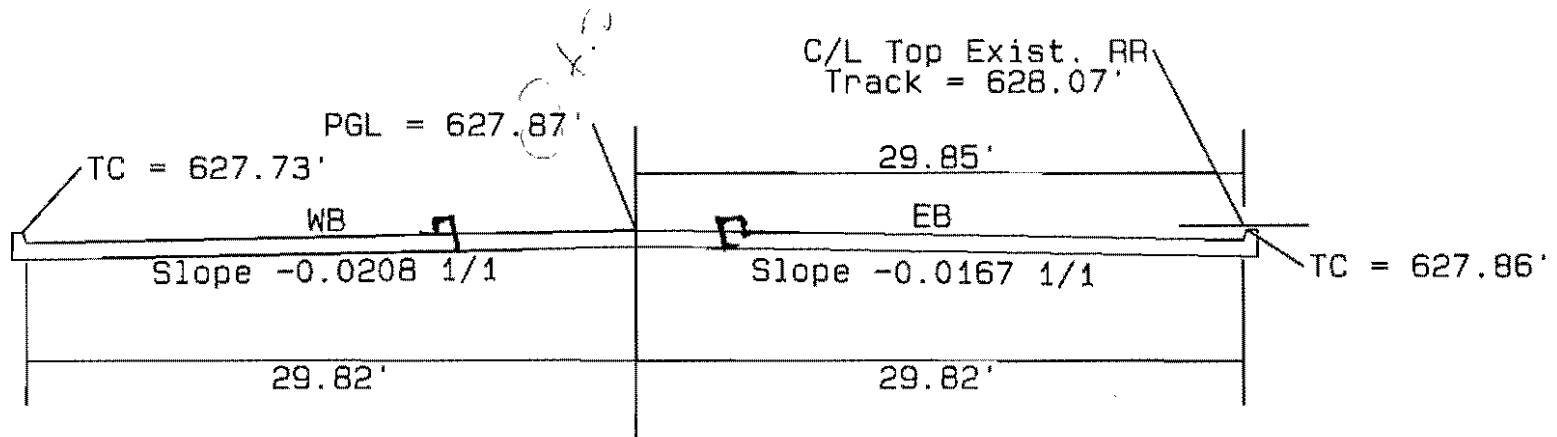 C/L Top Exist. RR
Track = 628.07'
PGL = 627.87'
29.85'
TC = 627.73'
WB
EB
Slope -0.0208 1/1
Slope -0.0167 1/1
TC = 627.86'
29.82'
29.82'